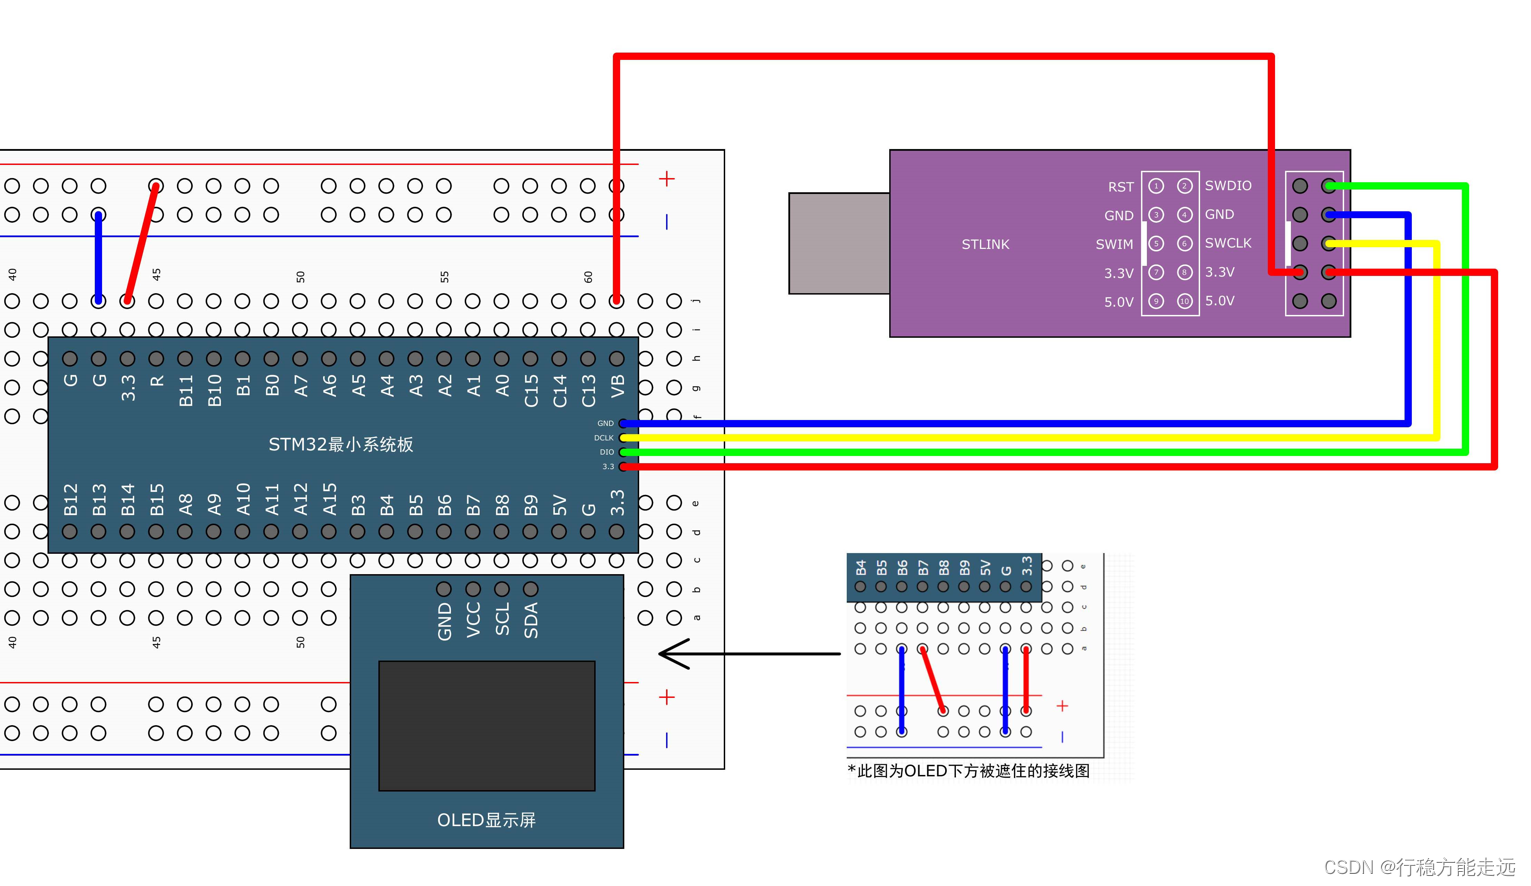 +
—
40 45 50 55 60
j
i
h
g
f
G G 3.3 R B11 B10 B1 B0 A7 A6 A5 A4 A3 A2 A1 A0 C15 C14 C13 VB
STM32最小系统板
GND
DCLK
DIO
3.3
B12 B13 B14 B15 A8 A9 A10 A11 A12 A15 B3 B4 B5 B6 B7 B8 B9 5V G 3.3
e
d
c
b
a
40 45 50
+
—
GND VCC SCL SDA
OLED显示屏
STLINK
RST 1 2 SWDIO
GND 3 4 GND
SWIM 5 6 SWCLK
3.3V 7 8 3.3V
5.0V 9 10 5.0V
B4 B5 B6 B7 B8 B9 5V G 3.3
e
d
c
b
a
+
—
*此图为OLED下方被遮住的接线图
CSDN @行稳方能走远